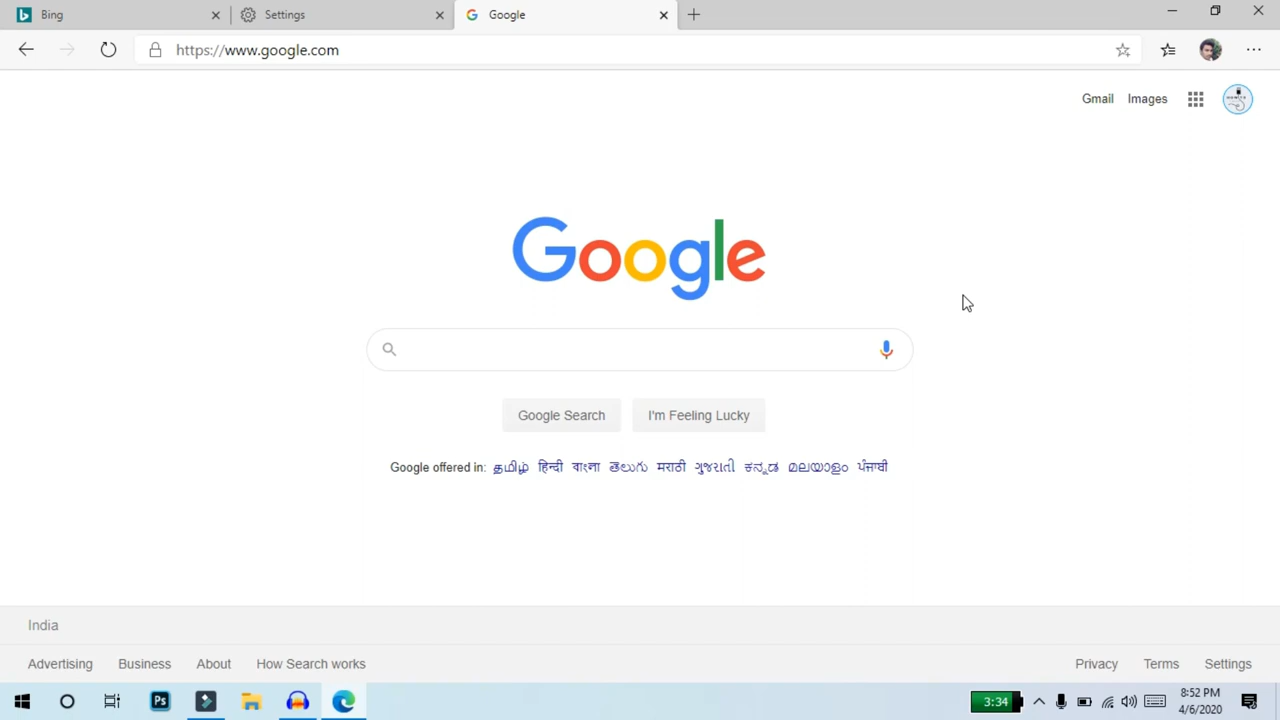 Bing
Settings
Google
https://www.google.com
Gmail
Images
Google
Google Search
I'm Feeling Lucky
Google offered in: தமிழ் हिन्दी বাংলা తెలుగు मराठी ગુજરાતી ಕನ್ನಡ മലയാളം ਪੰਜਾਬੀ
India
Advertising
Business
About
How Search works
Privacy
Terms
Settings
Ps
3:34
8:52 PM
4/6/2020